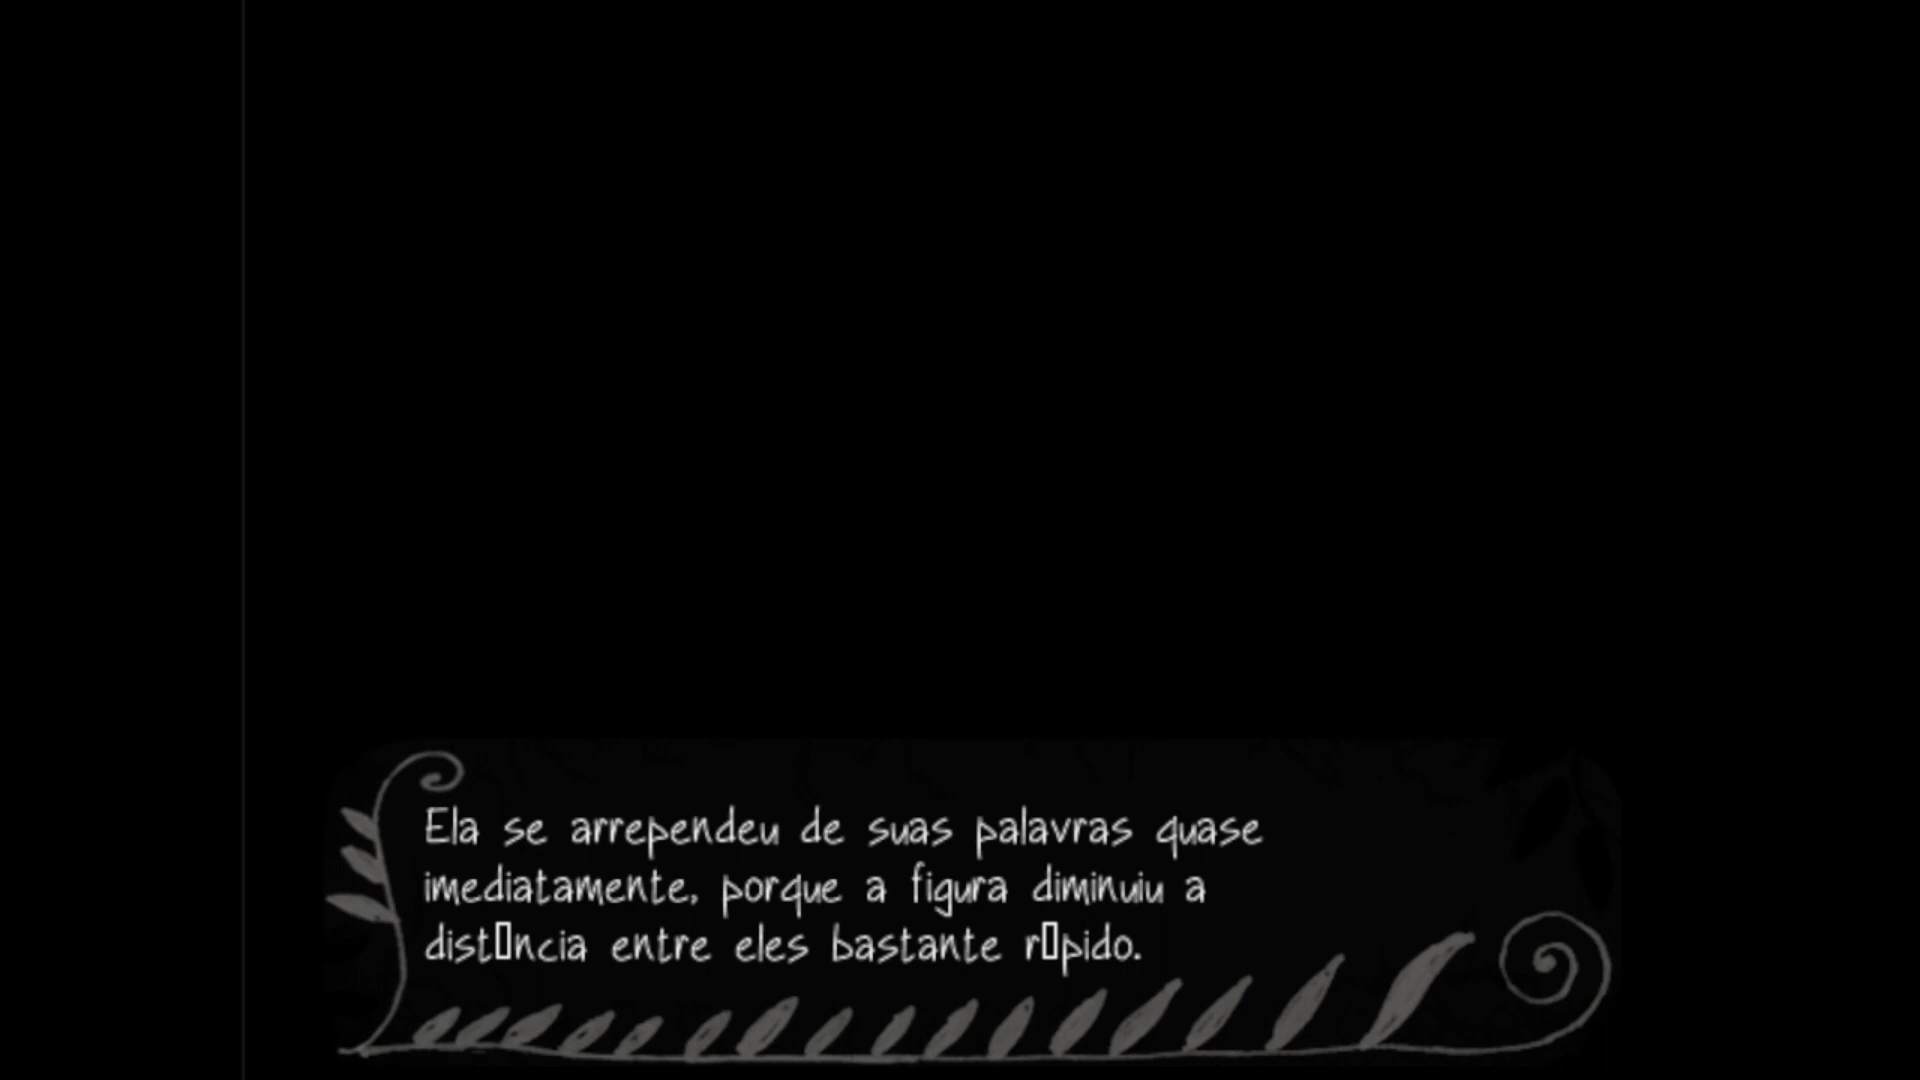 Ela se arrependeu de suas palavras quase
imediatamente, porque a figura diminuiu a
dist▯ncia entre eles bastante r▯pido.